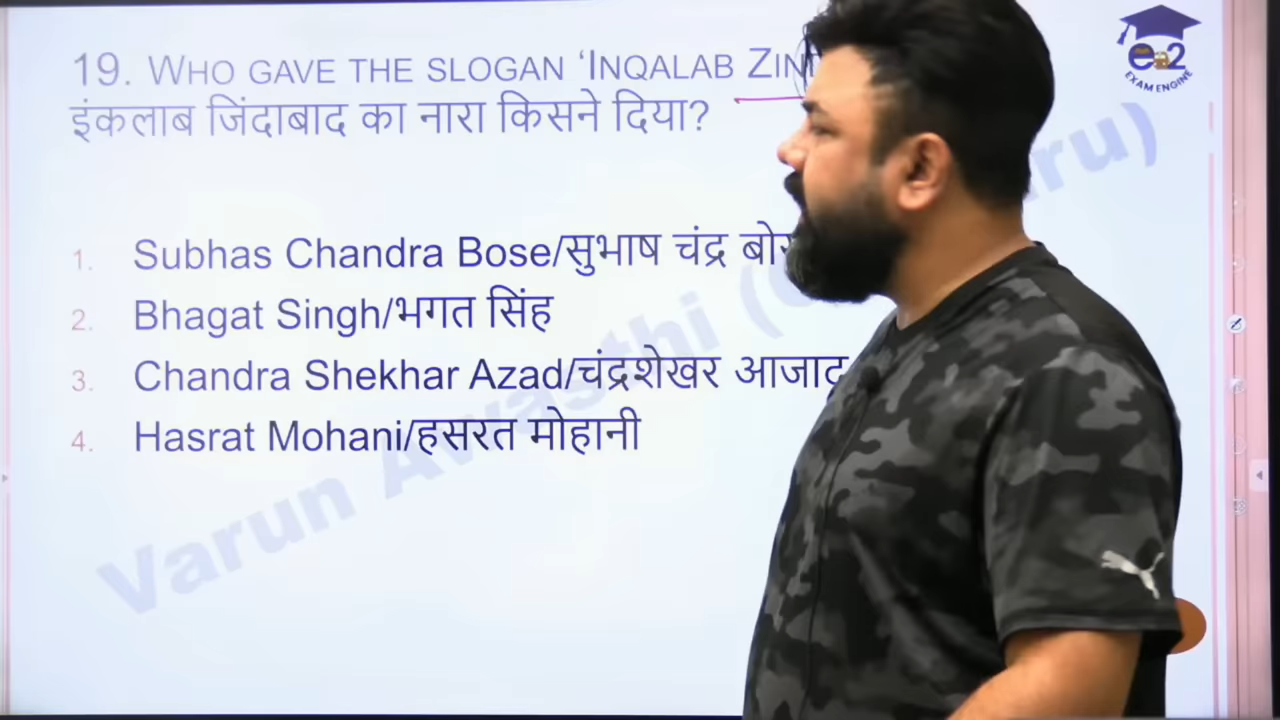 19. WHO GAVE THE SLOGAN ‘INQALAB
इंकलाब जिंदाबाद का नारा किसने दिया?
1. Subhas Chandra Bose/सुभाष चंद्र
2. Bhagat Singh/भगत सिंह
3. Chandra Shekhar Azad/चंद्रशेखर आजाद
4. Hasrat Mohani/हसरत मोहानी
Varun Awasthi
e2
EXAM ENGINE